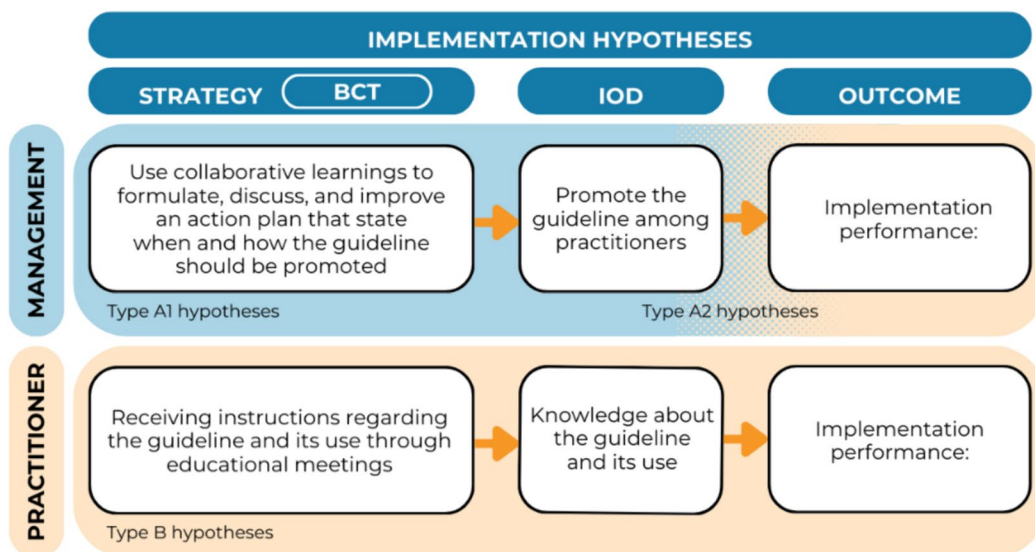 IMPLEMENTATION HYPOTHESES
STRATEGY BCT IOD OUTCOME
MANAGEMENT
Use collaborative learnings to
formulate, discuss, and improve
an action plan that state
when and how the guideline
should be promoted
Promote the
guideline among
practitioners
Implementation
performance:
Type A1 hypotheses
Type A2 hypotheses
PRACTITIONER
Receiving instructions regarding
the guideline and its use through
educational meetings
Knowledge about
the guideline
and its use
Implementation
performance:
Type B hypotheses